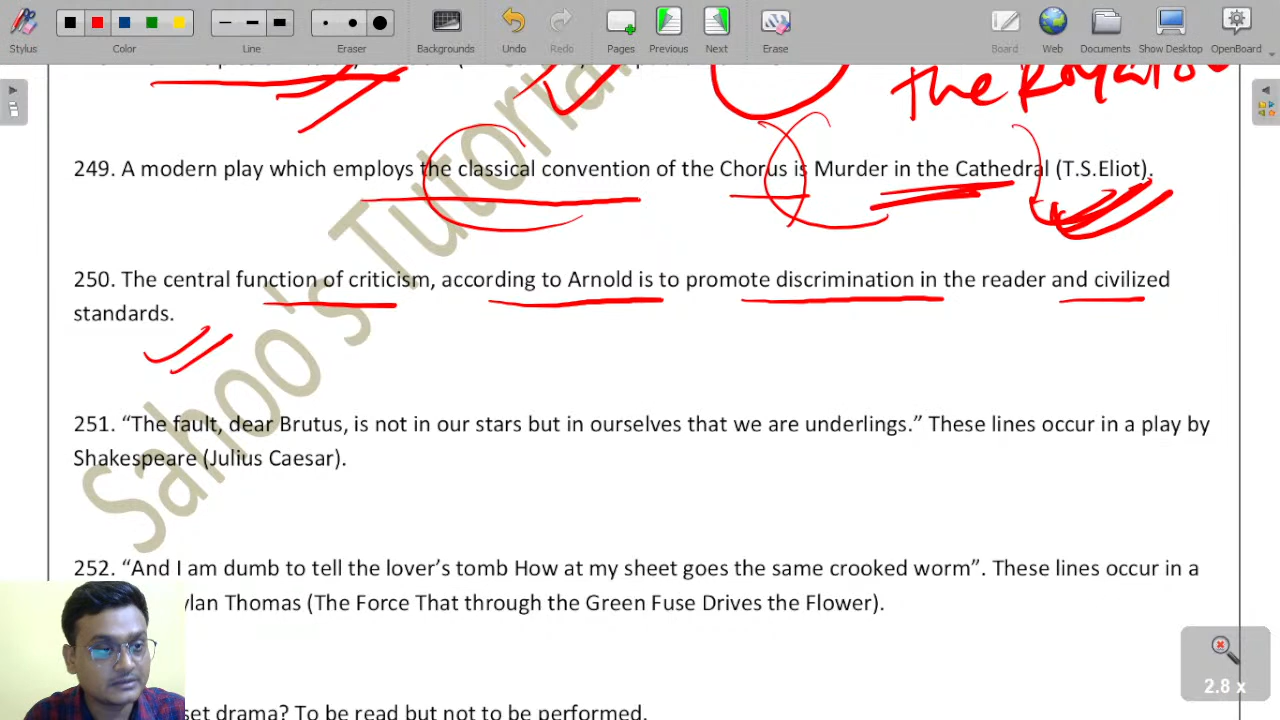 Stylus Color Line Eraser Backgrounds Undo Redo Pages Previous Next Erase Board Web Documents Show Desktop OpenBoard
the Royal
249. A modern play which employs the classical convention of the Chorus is Murder in the Cathedral (T.S.Eliot).
250. The central function of criticism, according to Arnold is to promote discrimination in the reader and civilized
standards.
251. “The fault, dear Brutus, is not in our stars but in ourselves that we are underlings.” These lines occur in a play by
Shakespeare (Julius Caesar).
252. “And I am dumb to tell the lover’s tomb How at my sheet goes the same crooked worm”. These lines occur in a
Thomas (The Force That through the Green Fuse Drives the Flower).
drama? To be read but not to be performed.
Sahoo's Tutorial
2.8 x